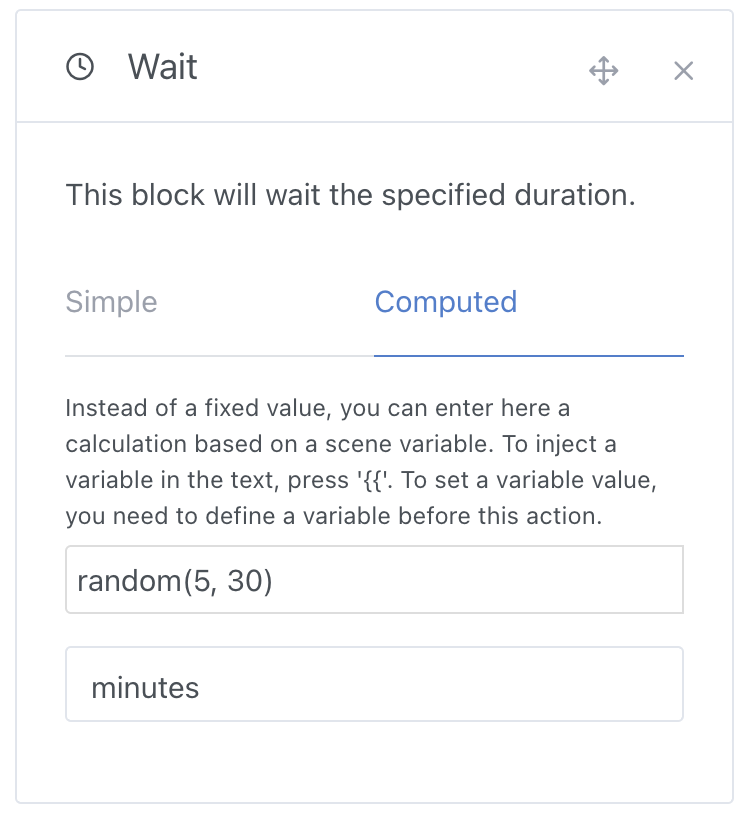 Wait
This block will wait the specified duration.
Simple
Computed
Instead of a fixed value, you can enter here a
calculation based on a scene variable. To inject a
variable in the text, press '{{'. To set a variable value,
you need to define a variable before this action.
random(5, 30)
minutes